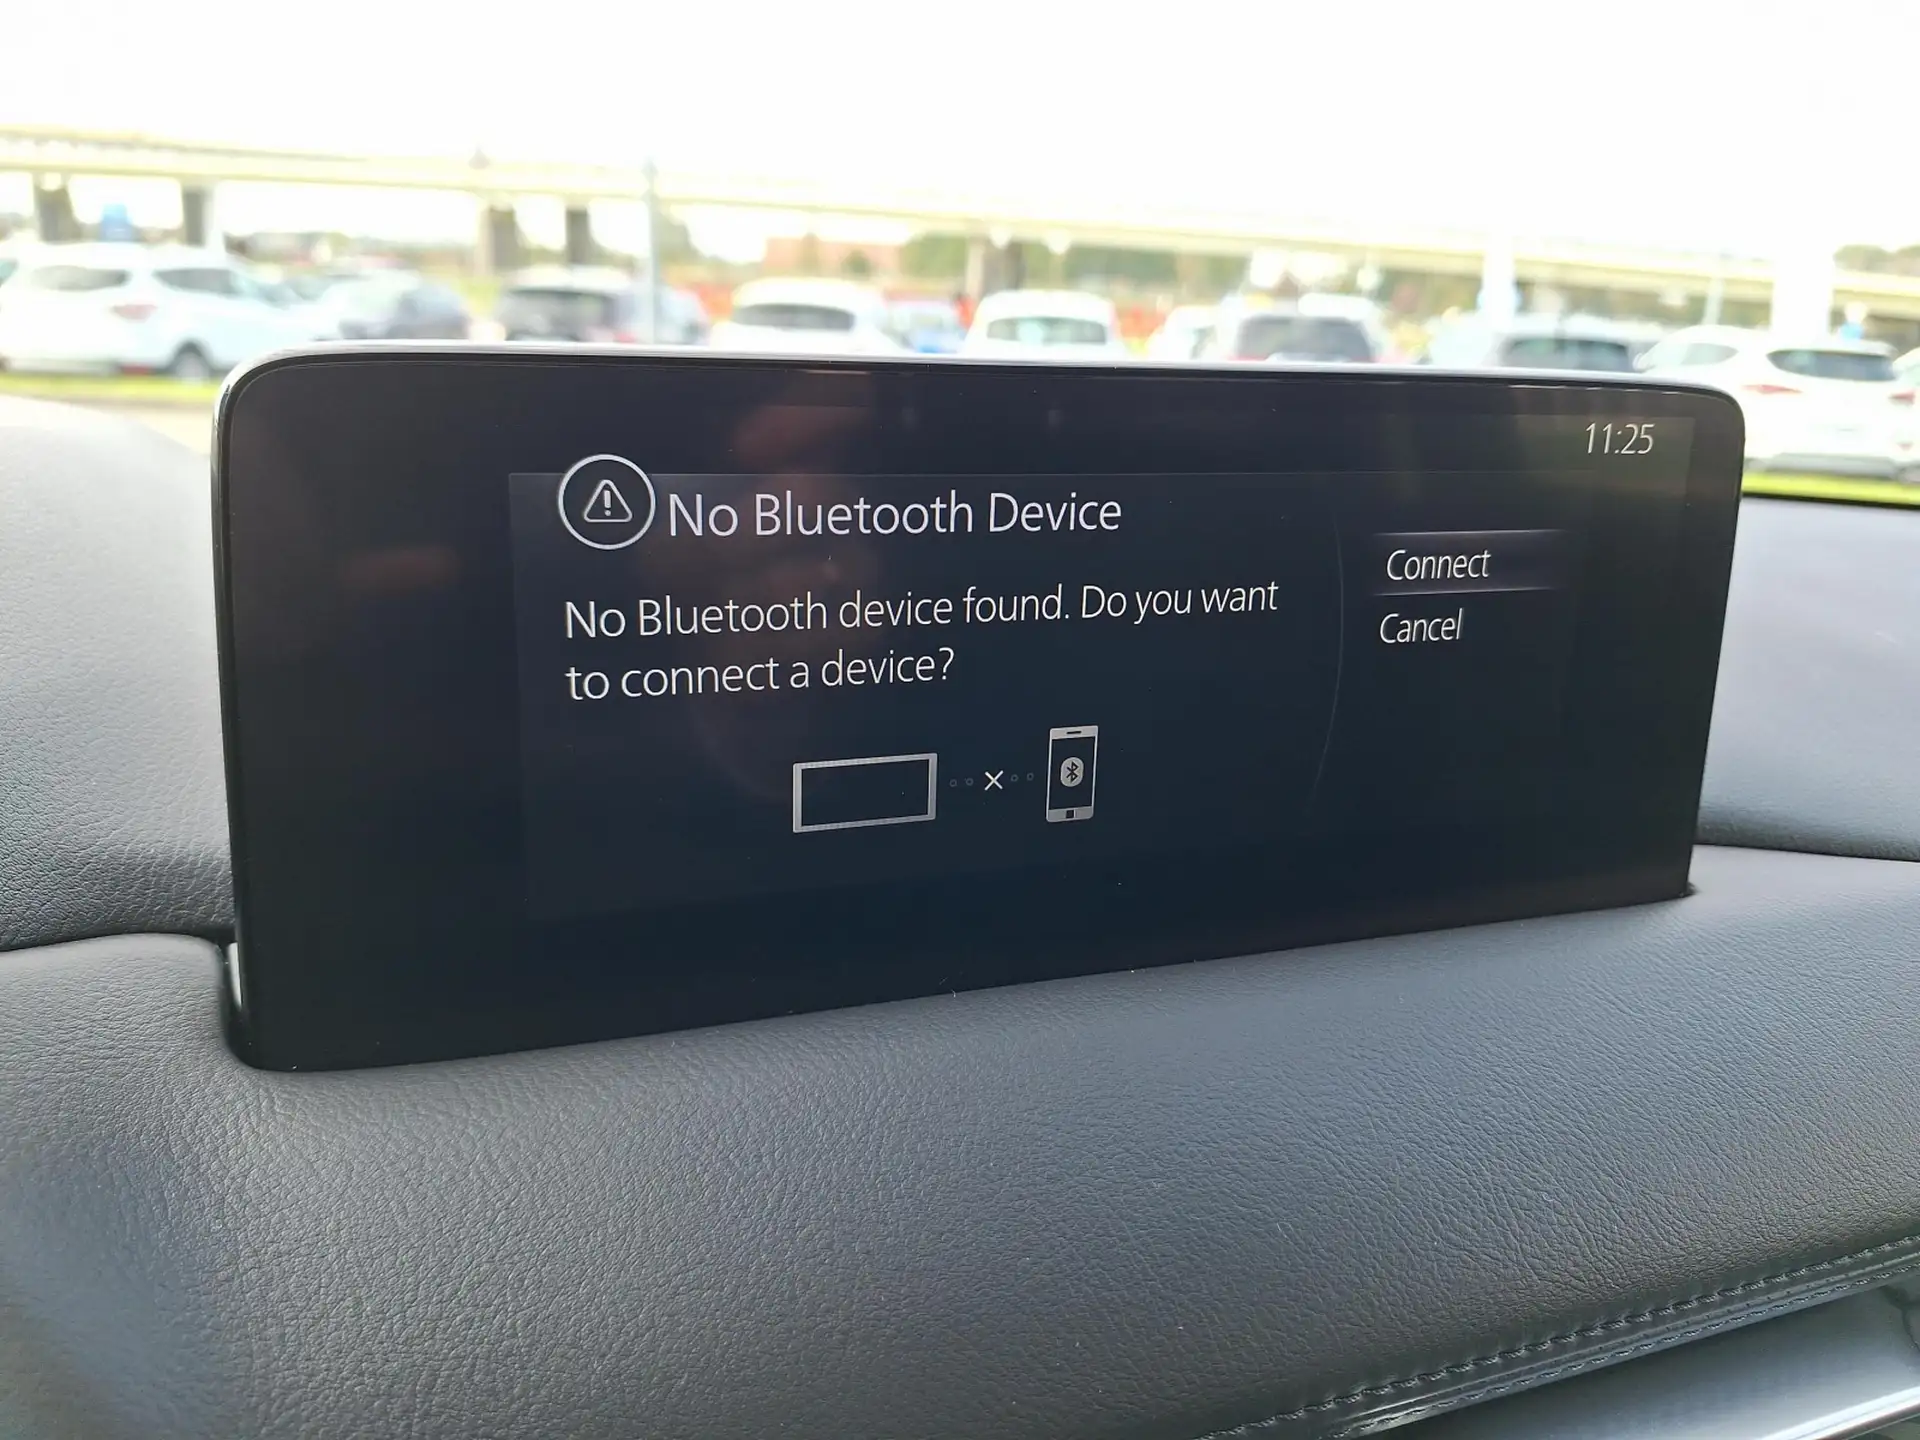 11:25
No Bluetooth Device
No Bluetooth device found. Do you want
to connect a device?
Connect
Cancel